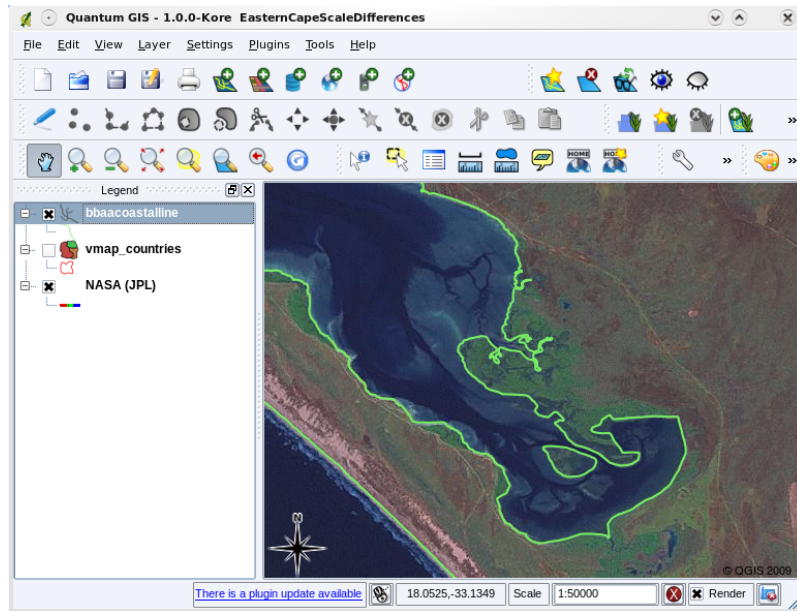 Quantum GIS - 1.0.0-Kore EasternCapeScaleDifferences
File Edit View Layer Settings Plugins Tools Help
HOME
Legend
bbaacoastalline
vmap_countries
NASA (JPL)
N
© QGIS 2009
There is a plugin update available 18.0525,-33.1349 Scale 1:50000 Render